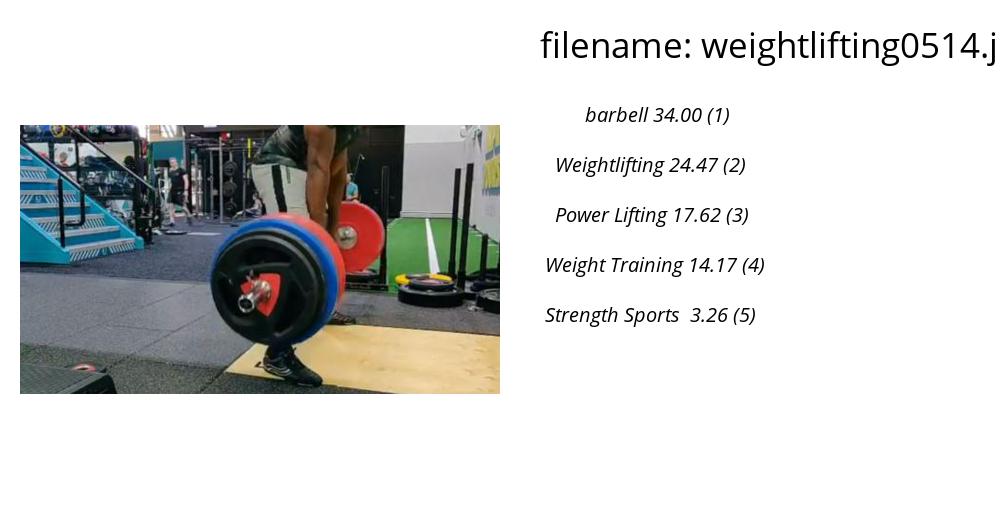 filename: weightlifting0514.j
barbell 34.00 (1)
Weightlifting 24.47 (2)
Power Lifting 17.62 (3)
Weight Training 14.17 (4)
Strength Sports 3.26 (5)